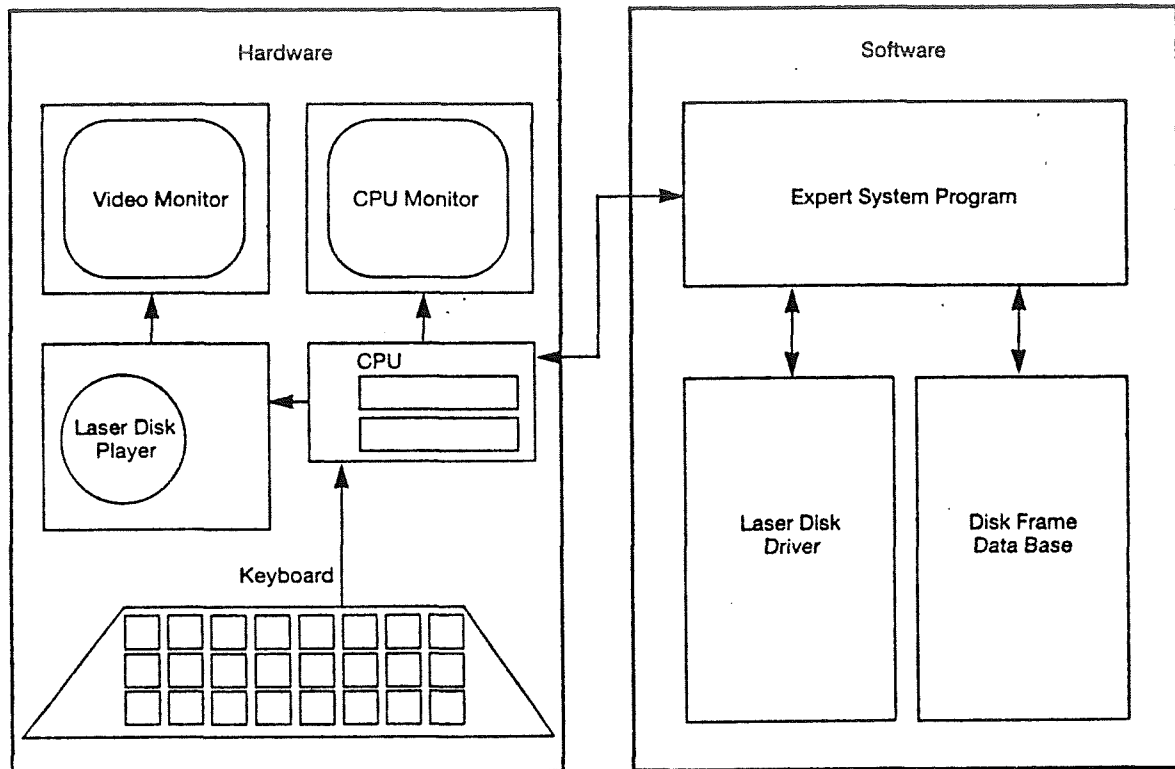 Hardware
Software
Video Monitor
CPU Monitor
Expert System Program
CPU
Laser Disk
Player
Laser Disk
Driver
Disk Frame
Data Base
Keyboard